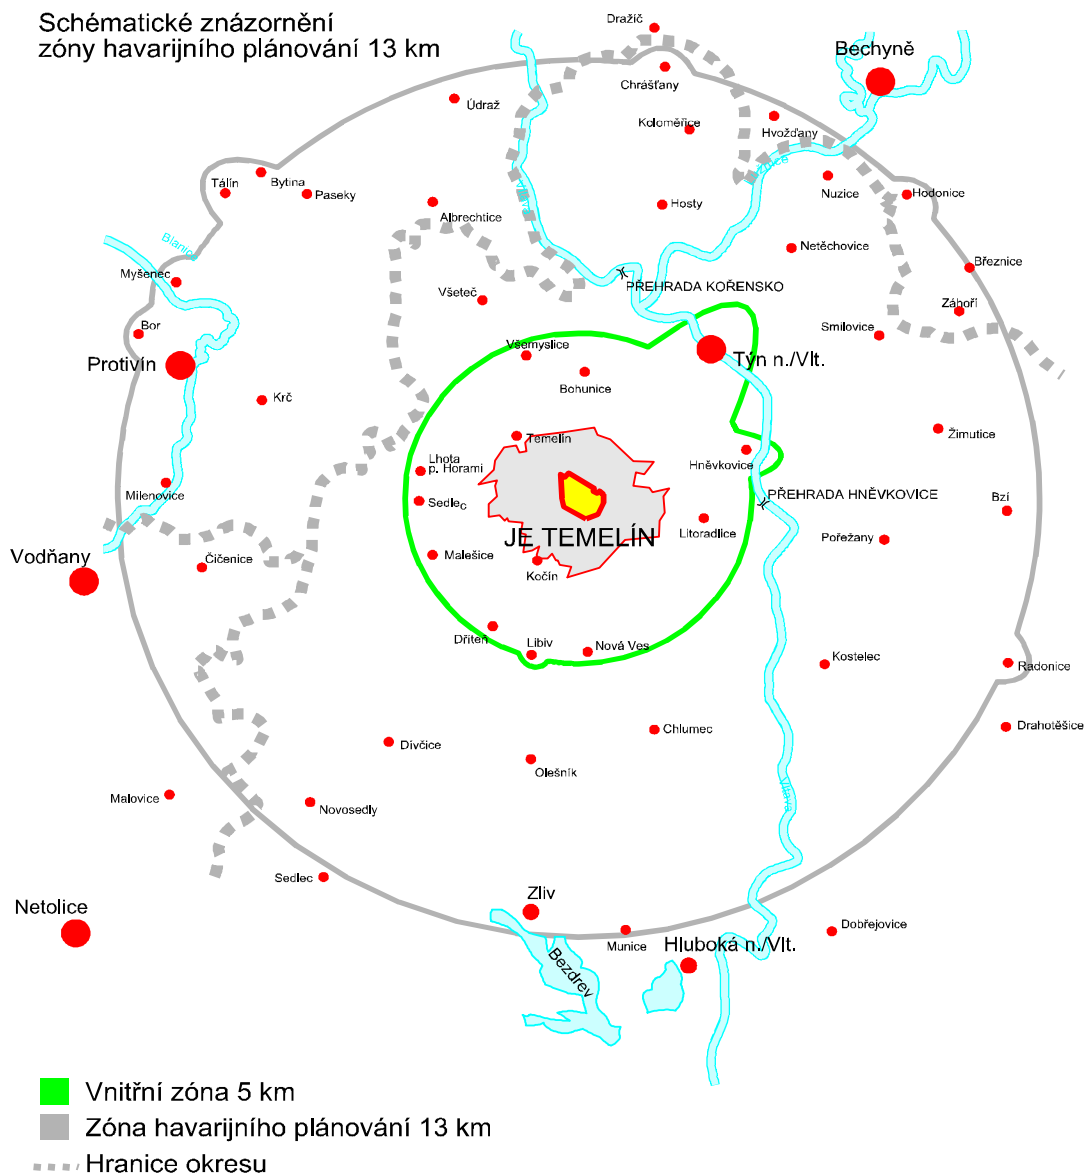 Schématické znázornění
zóny havarijního plánování 13 km
Dražíč
Bechyně
Chrášťany
Údraž
Koloměřice
Hvožďany
Lužnice
Tálín
Bytina
Paseky
Nuzice
Hodonice
Albrechtice
Vltava
Hosty
Blanice
Netěchovice
Březnice
Myšenec
PŘEHRADA KOŘENSKO
Všeteč
Záhoří
Bor
Smilovice
Všemyslice
Týn n./Vlt.
Protivín
Bohunice
Krč
Temelín
Žimutice
Lhota
p. Horami
Hněvkovice
Milenovice
Sedlec
PŘEHRADA HNĚVKOVICE
Bzí
JE TEMELÍN
Litoradlice
Pořežany
Vodňany
Čičenice
Malešice
Kočín
Dříteň
Libív
Nová Ves
Kostelec
Radonice
Chlumec
Drahotěšice
Dívčice
Olešník
Vltava
Malovice
Novosedly
Sedlec
Zliv
Netolice
Munice
Hluboká n./Vlt.
Dobřejovice
Bezdrev
Vnitřní zóna 5 km
Zóna havarijního plánování 13 km
Hranice okresu